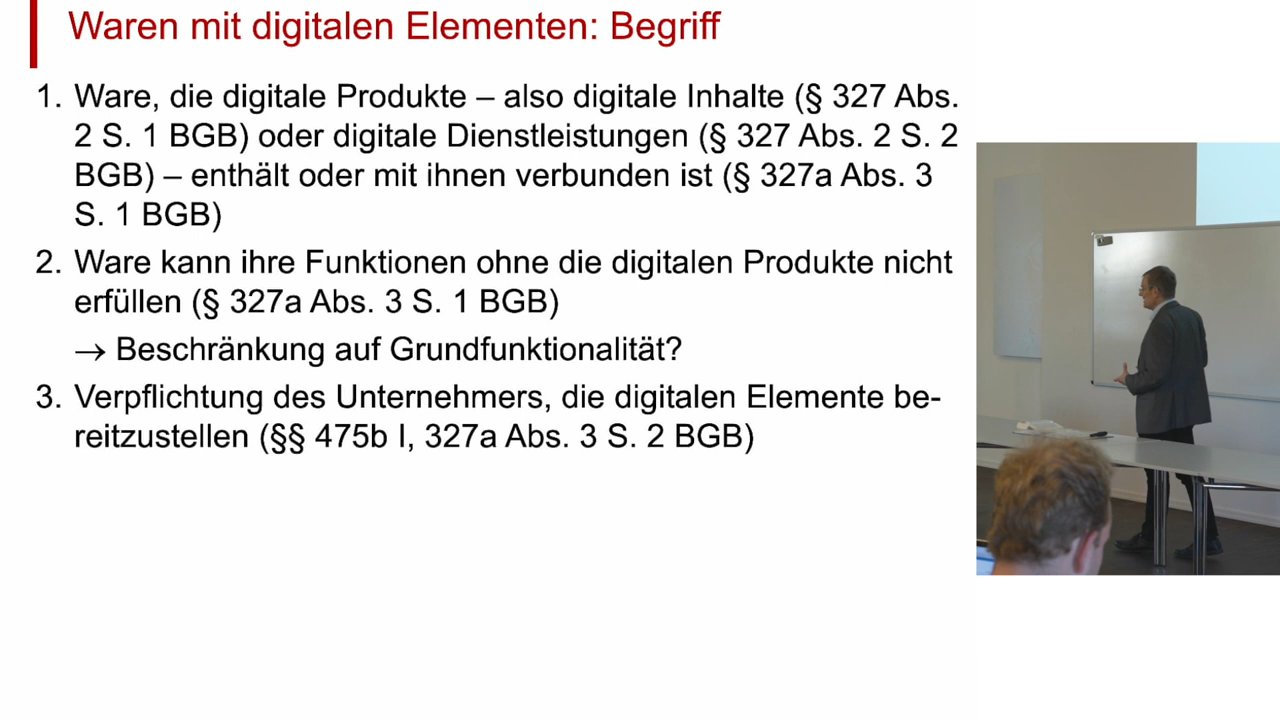 Waren mit digitalen Elementen: Begriff
1. Ware, die digitale Produkte – also digitale Inhalte (§ 327 Abs.
2 S. 1 BGB) oder digitale Dienstleistungen (§ 327 Abs. 2 S. 2
BGB) – enthält oder mit ihnen verbunden ist (§ 327a Abs. 3
S. 1 BGB)
2. Ware kann ihre Funktionen ohne die digitalen Produkte nicht
erfüllen (§ 327a Abs. 3 S. 1 BGB)
→ Beschränkung auf Grundfunktionalität?
3. Verpflichtung des Unternehmers, die digitalen Elemente be-
reitzustellen (§§ 475b I, 327a Abs. 3 S. 2 BGB)